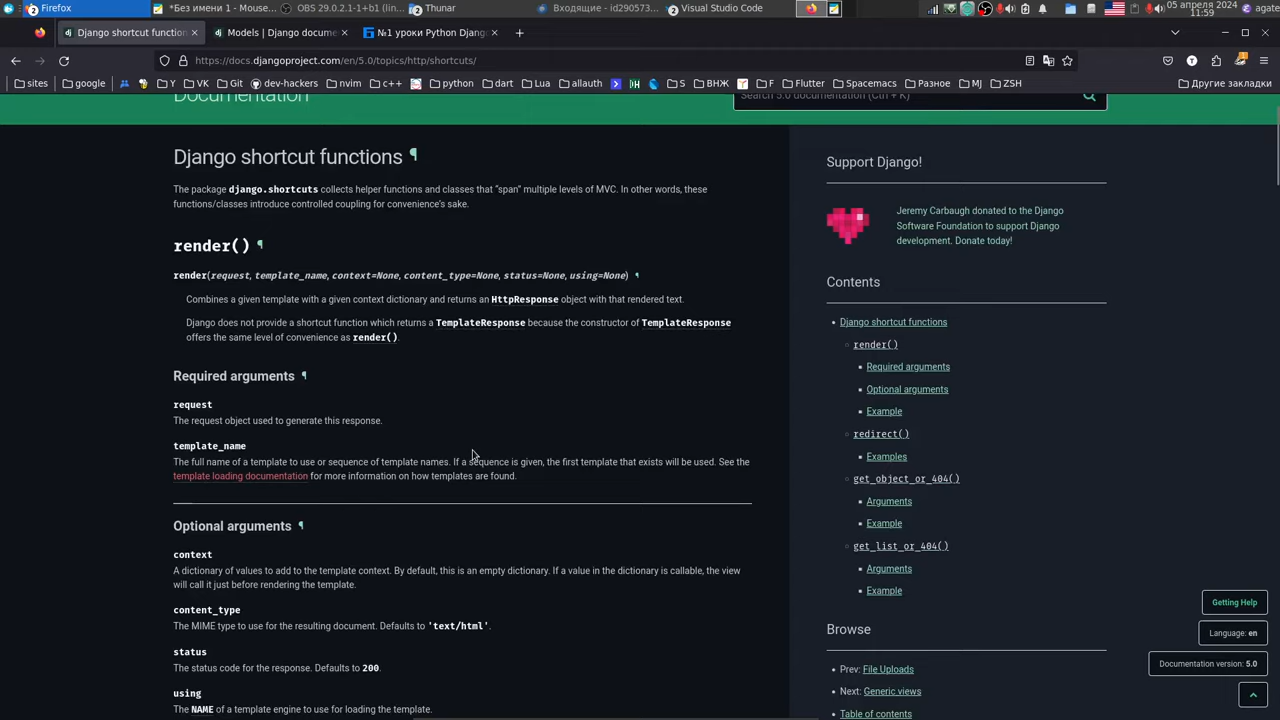 Firefox
*Без имени 1 - Mouse...
OBS 29.0.2.1-1+b1 (lin...
Thunar
Входящие - id290573...
Visual Studio Code
05 апреля 2024
11:59
agate
Django shortcut function
Models | Django docume
№1 уроки Python Djang
https://docs.djangoproject.com/en/5.0/topics/http/shortcuts/
sites
google
Y
VK
Git
dev-hackers
nvim
c++
python
dart
Lua
allauth
S
ВНЖ
F
Flutter
Spacemacs
Разное
MJ
ZSH
Другие закладки
Documentation
Search 5.0 documentation (Ctrl + K)
Django shortcut functions ¶
The package django.shortcuts collects helper functions and classes that “span” multiple levels of MVC. In other words, these
functions/classes introduce controlled coupling for convenience’s sake.
render() ¶
render(request, template_name, context=None, content_type=None, status=None, using=None) ¶
Combines a given template with a given context dictionary and returns an HttpResponse object with that rendered text.
Django does not provide a shortcut function which returns a TemplateResponse because the constructor of TemplateResponse
offers the same level of convenience as render().
Required arguments ¶
request
The request object used to generate this response.
template_name
The full name of a template to use or sequence of template names. If a sequence is given, the first template that exists will be used. See the
template loading documentation for more information on how templates are found.
Optional arguments ¶
context
A dictionary of values to add to the template context. By default, this is an empty dictionary. If a value in the dictionary is callable, the view
will call it just before rendering the template.
content_type
The MIME type to use for the resulting document. Defaults to 'text/html'.
status
The status code for the response. Defaults to 200.
using
The NAME of a template engine to use for loading the template.
Support Django!
Jeremy Carbaugh donated to the Django
Software Foundation to support Django
development. Donate today!
Contents
Django shortcut functions
render()
Required arguments
Optional arguments
Example
redirect()
Examples
get_object_or_404()
Arguments
Example
get_list_or_404()
Arguments
Example
Browse
Prev: File Uploads
Next: Generic views
Table of contents
Getting Help
Language: en
Documentation version: 5.0